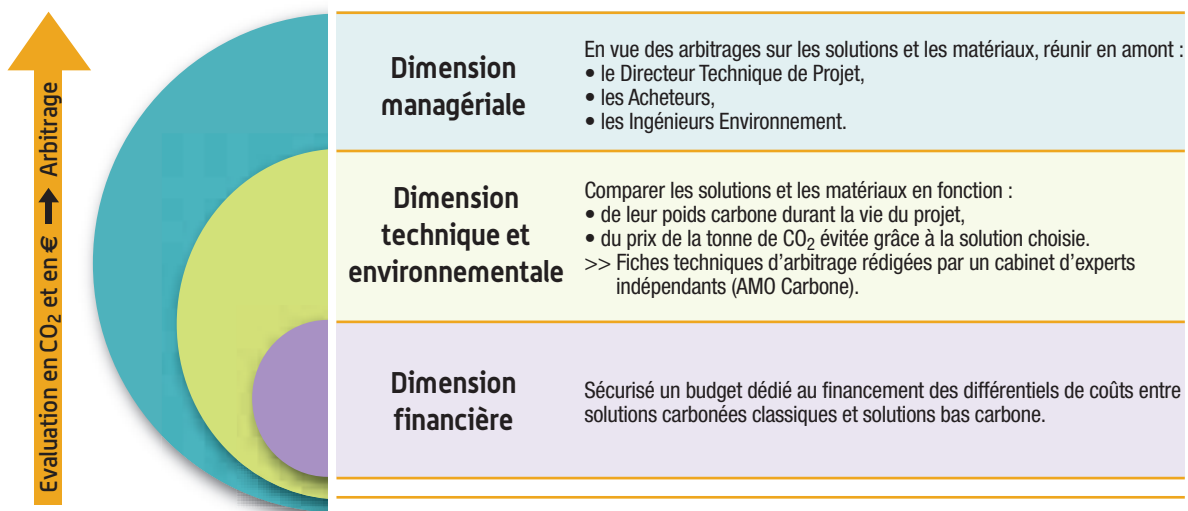 Evaluation en CO2 et en € → Arbitrage
Dimension
managériale
En vue des arbitrages sur les solutions et les matériaux, réunir en amont :
• le Directeur Technique de Projet,
• les Acheteurs,
• les Ingénieurs Environnement.
Dimension
technique et
environnementale
Comparer les solutions et les matériaux en fonction :
• de leur poids carbone durant la vie du projet,
• du prix de la tonne de CO2 évitée grâce à la solution choisie.
>> Fiches techniques d’arbitrage rédigées par un cabinet d’experts
indépendants (AMO Carbone).
Dimension
financière
Sécurisé un budget dédié au financement des différentiels de coûts entre
solutions carbonées classiques et solutions bas carbone.